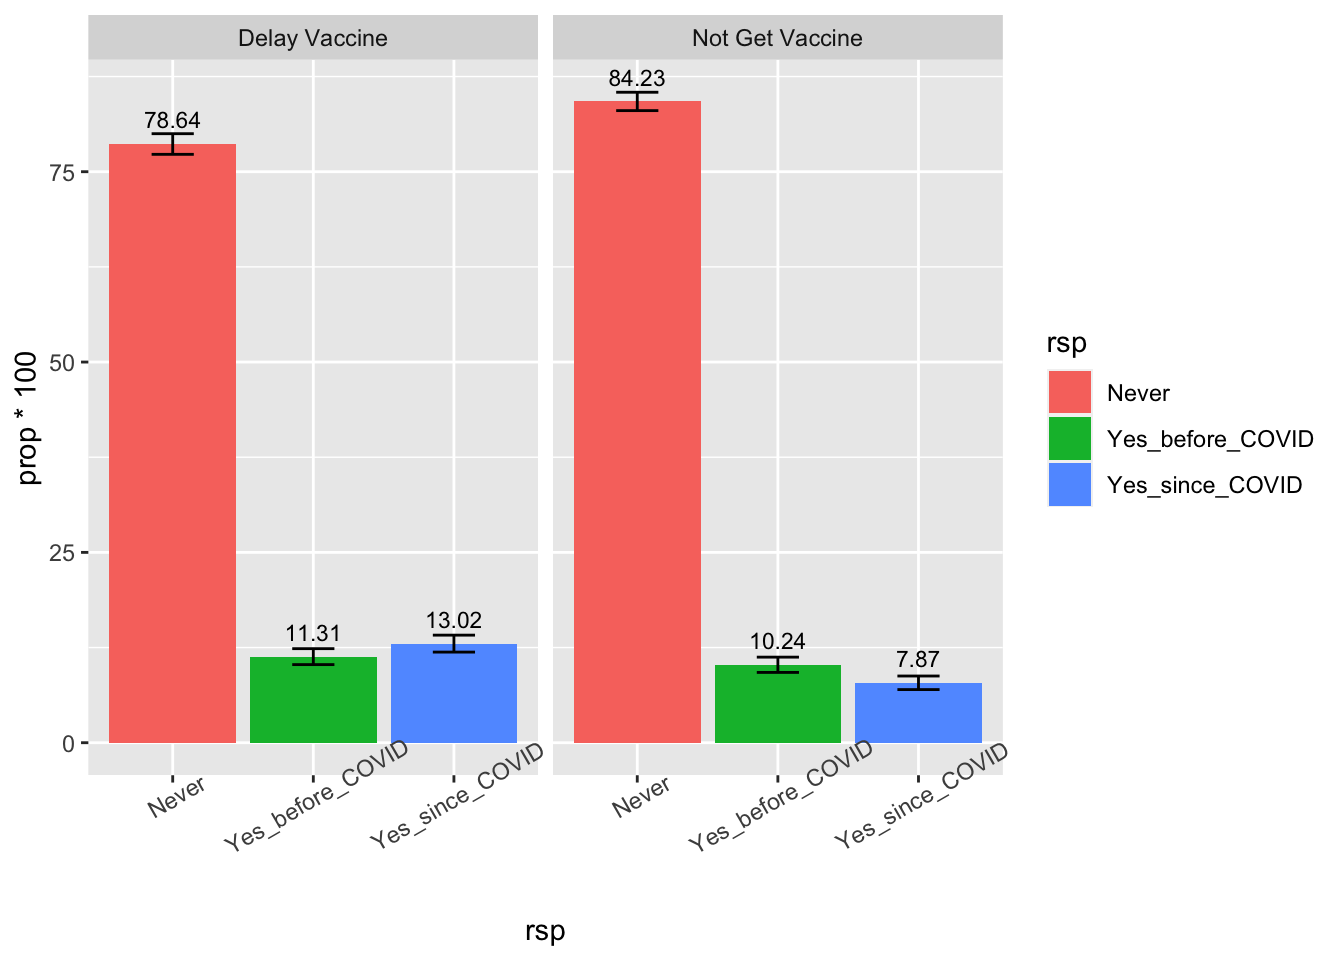 Delay Vaccine
Not Get Vaccine
78.64
11.31
13.02
84.23
10.24
7.87
prop * 100
75
50
25
0
Never
Yes_before_COVID
Yes_since_COVID
Never
Yes_before_COVID
Yes_since_COVID
rsp
rsp
Never
Yes_before_COVID
Yes_since_COVID